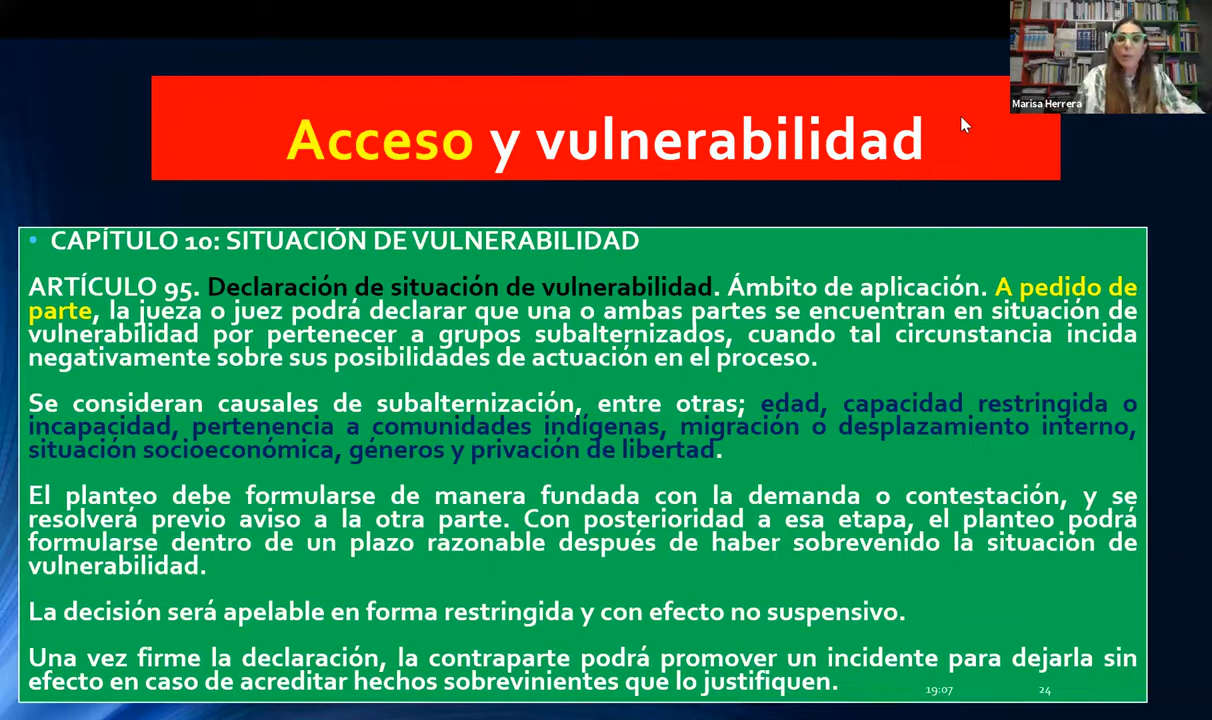 Marisa Herrera
Acceso y vulnerabilidad
• CAPÍTULO 10: SITUACIÓN DE VULNERABILIDAD
ARTÍCULO 95. Declaración de situación de vulnerabilidad. Ámbito de aplicación. A pedido de
parte, la jueza o juez podrá declarar que una o ambas partes se encuentran en situación de
vulnerabilidad por pertenecer a grupos subalternizados, cuando tal circunstancia incida
negativamente sobre sus posibilidades de actuación en el proceso.
Se consideran causales de subalternización, entre otras; edad, capacidad restringida o
incapacidad, pertenencia a comunidades indígenas, migración o desplazamiento interno,
situación socioeconómica, géneros y privación de libertad.
El planteo debe formularse de manera fundada con la demanda o contestación, y se
resolverá previo aviso a la otra parte. Con posterioridad a esa etapa, el planteo podrá
formularse dentro de un plazo razonable después de haber sobrevenido la situación de
vulnerabilidad.
La decisión será apelable en forma restringida y con efecto no suspensivo.
Una vez firme la declaración, la contraparte podrá promover un incidente para dejarla sin
efecto en caso de acreditar hechos sobrevinientes que lo justifiquen.
19:07 24